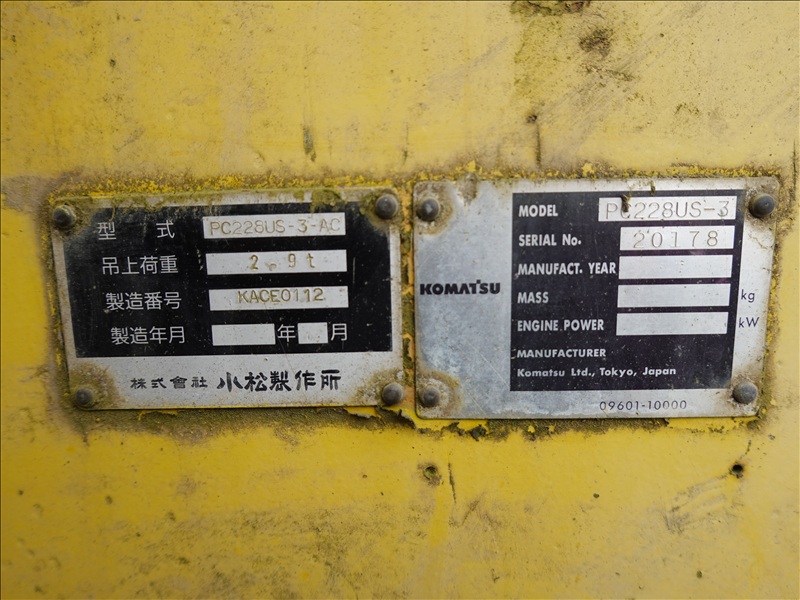 型 式 PC228US-3-AC
吊上荷重 2.9t
製造番号 KACE0112
製造年月 年 月
株式會社 小松製作所
KOMATSU
MODEL PC228US-3
SERIAL No. 20178
MANUFACT. YEAR
MASS kg
ENGINE POWER kW
MANUFACTURER
Komatsu Ltd., Tokyo, Japan
09601-10000